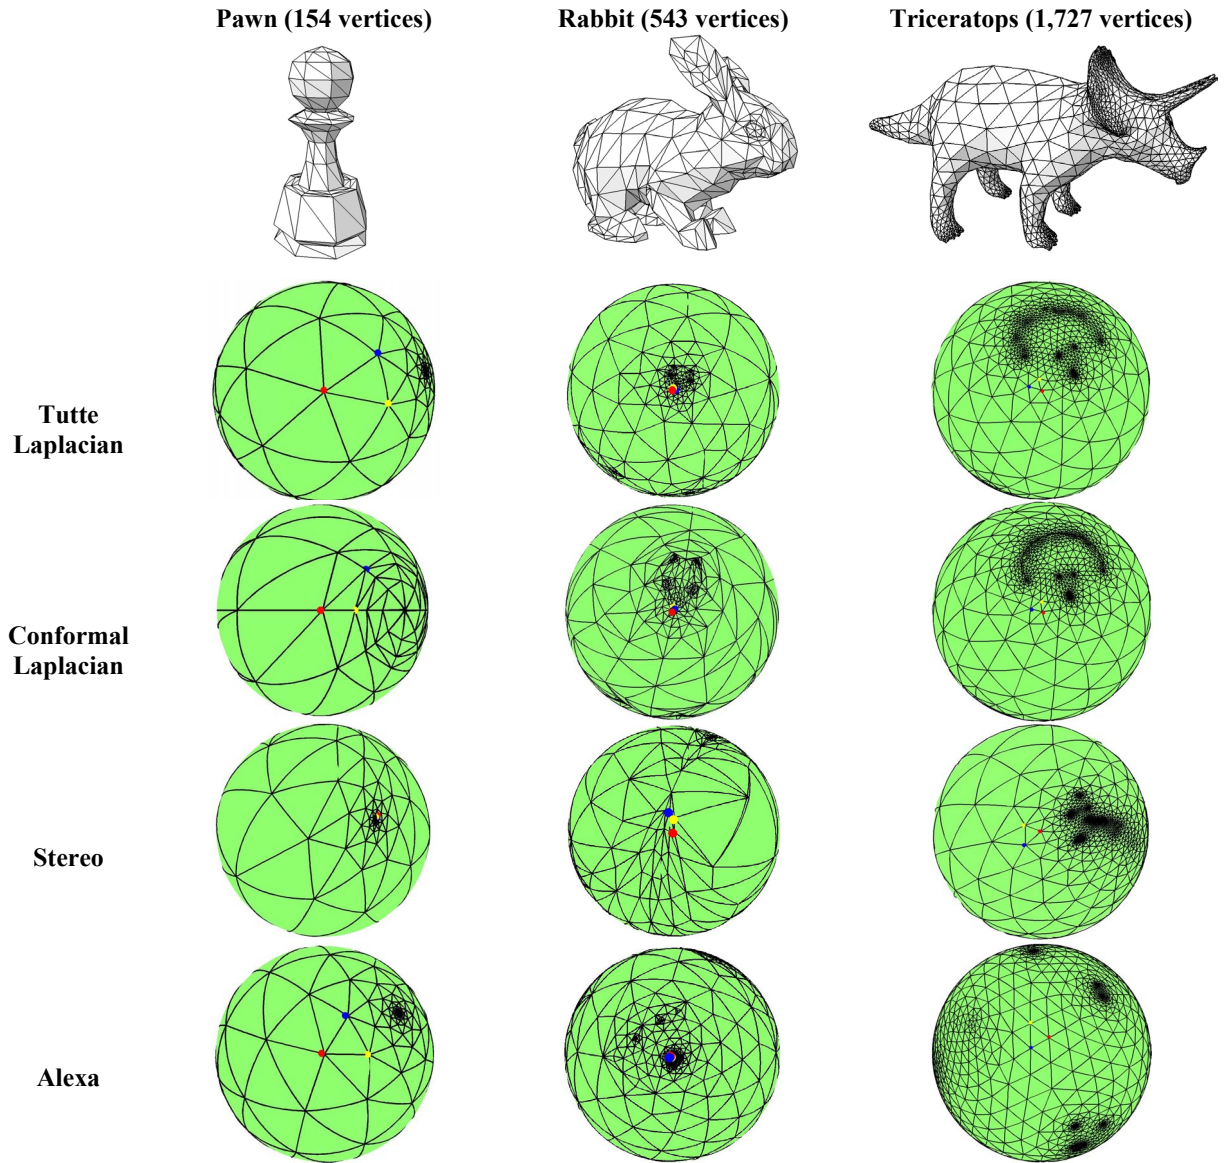 Pawn (154 vertices)
Rabbit (543 vertices)
Triceratops (1,727 vertices)
Tutte
Laplacian
Conformal
Laplacian
Stereo
Alexa